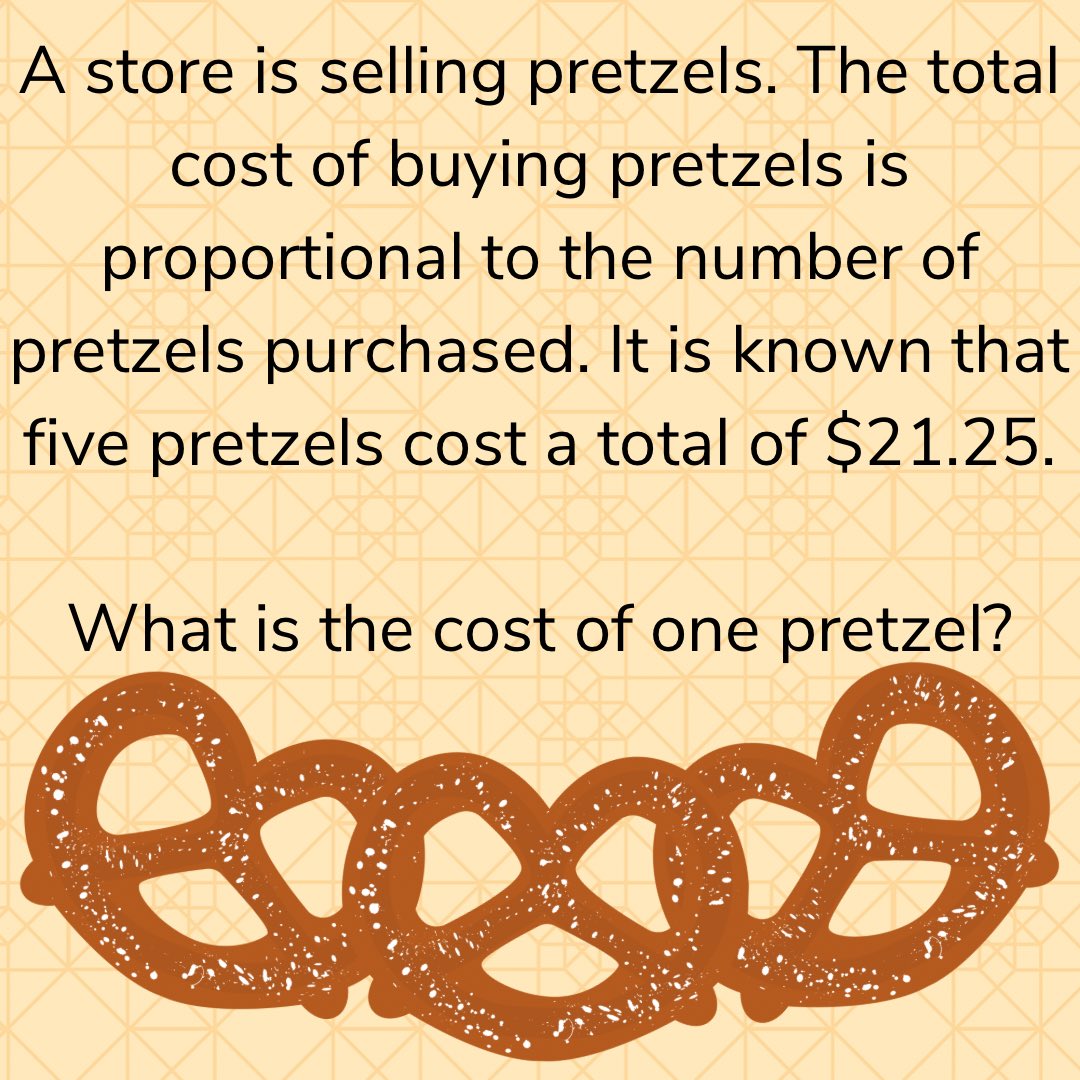 A store is selling pretzels. The total
cost of buying pretzels is
proportional to the number of
pretzels purchased. It is known that
five pretzels cost a total of $21.25.
What is the cost of one pretzel?